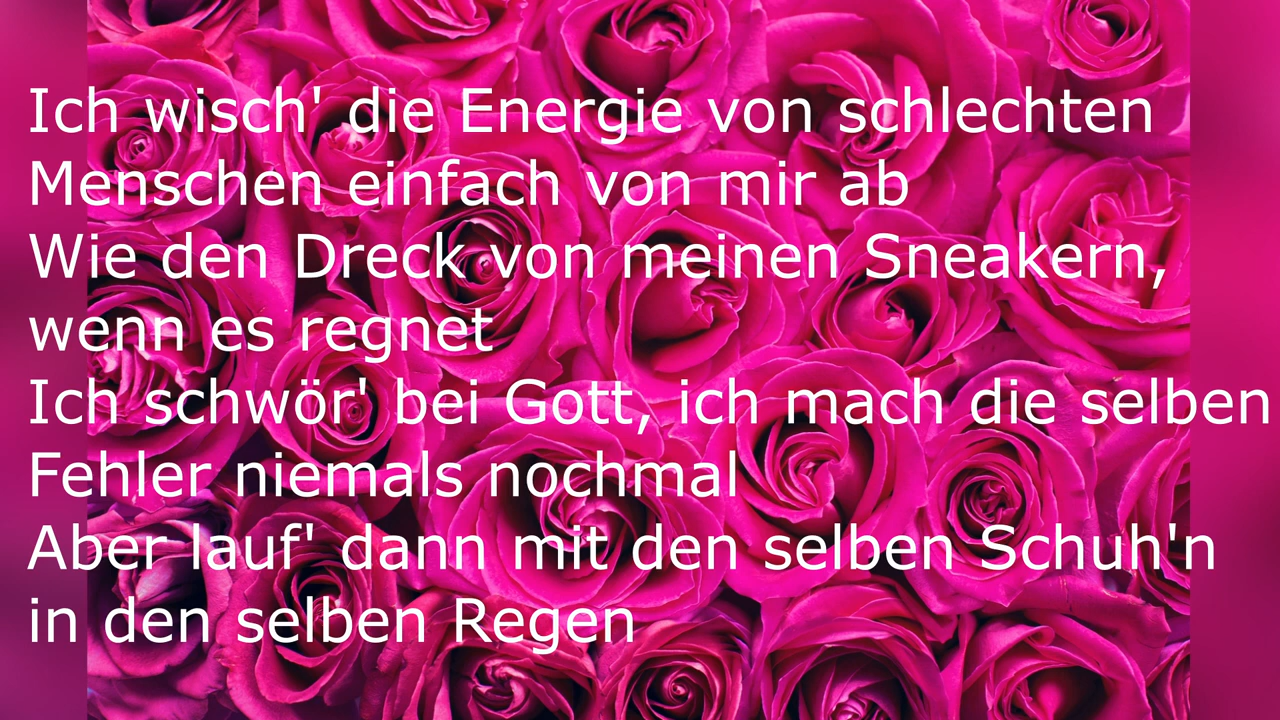 Ich wisch' die Energie von schlechten
Menschen einfach von mir ab
Wie den Dreck von meinen Sneakern,
wenn es regnet
Ich schwör' bei Gott, ich mach die selben
Fehler niemals nochmal
Aber lauf' dann mit den selben Schuh'n
in den selben Regen